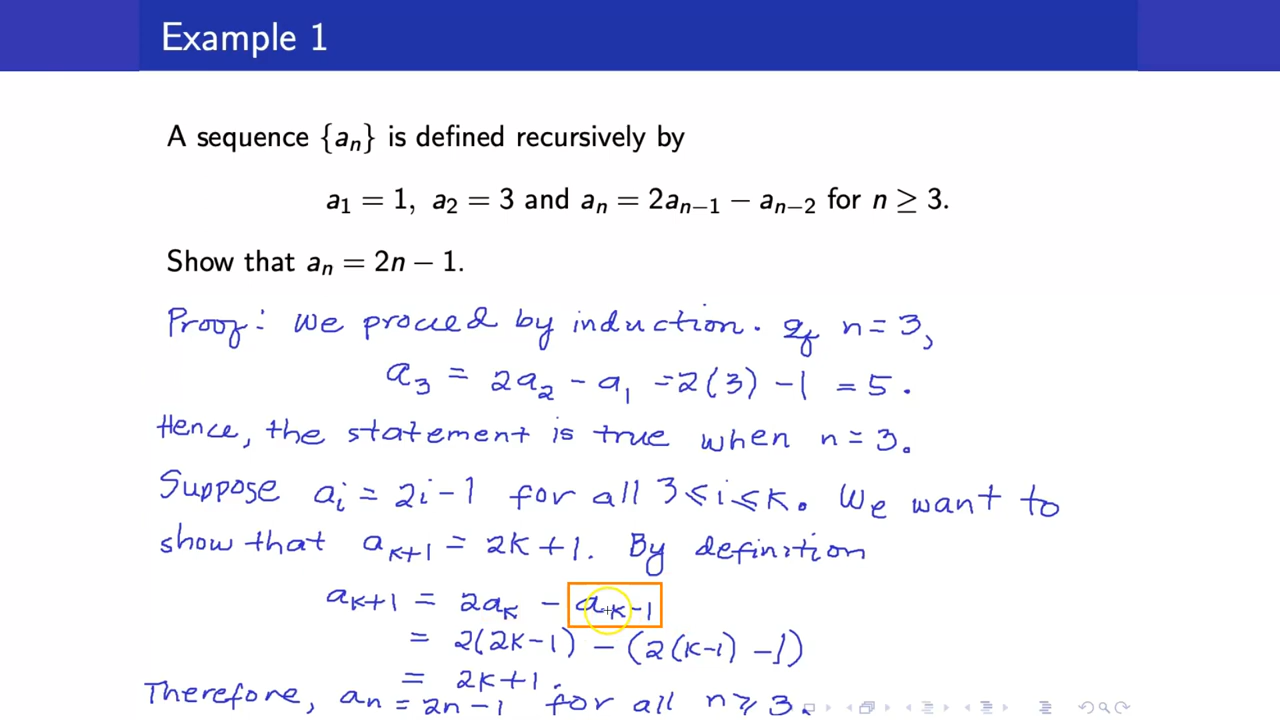 Example 1
A sequence {aₙ} is defined recursively by
a₁ = 1, a₂ = 3 and aₙ = 2aₙ₋₁ − aₙ₋₂ for n ≥ 3.
Show that aₙ = 2n − 1.
Proof: We proceed by induction. If n = 3,
a₃ = 2a₂ − a₁ = 2(3) − 1 = 5.
Hence, the statement is true when n = 3.
Suppose aᵢ = 2i − 1 for all 3 ≤ i ≤ k. We want to
show that aₖ₊₁ = 2k + 1. By definition
aₖ₊₁ = 2aₖ − aₖ₋₁
= 2(2k − 1) − (2(k − 1) − 1)
= 2k + 1.
Therefore, aₙ = 2n − 1 for all n ≥ 3.